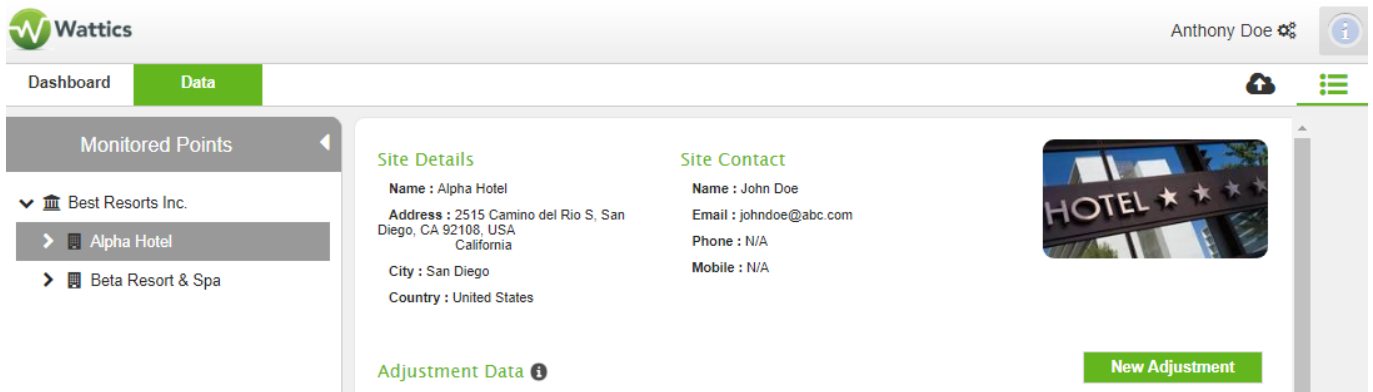 Wattics
Anthony Doe
Dashboard
Data
Monitored Points
Best Resorts Inc.
Alpha Hotel
Beta Resort & Spa
Site Details
Name : Alpha Hotel
Address : 2515 Camino del Rio S, San
Diego, CA 92108, USA
California
City : San Diego
Country : United States
Site Contact
Name : John Doe
Email : johndoe@abc.com
Phone : N/A
Mobile : N/A
HOTEL ★ ★ ★ ★
Adjustment Data
New Adjustment